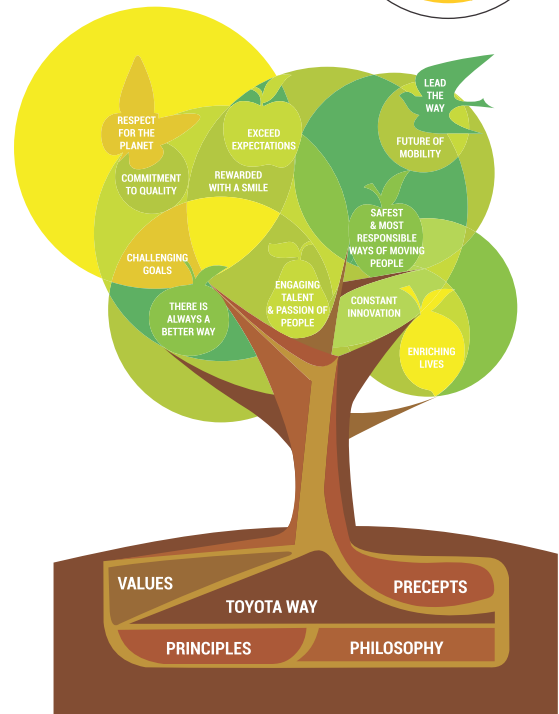 LEAD
THE
WAY
RESPECT
FOR THE
PLANET
EXCEED
EXPECTATIONS
FUTURE OF
MOBILITY
COMMITMENT
TO QUALITY
REWARDED
WITH A SMILE
SAFEST
& MOST
RESPONSIBLE
WAYS OF MOVING
PEOPLE
CHALLENGING
GOALS
ENGAGING
TALENT
& PASSION OF
PEOPLE
CONSTANT
INNOVATION
THERE IS
ALWAYS A
BETTER WAY
ENRICHING
LIVES
VALUES
PRECEPTS
TOYOTA WAY
PRINCIPLES
PHILOSOPHY